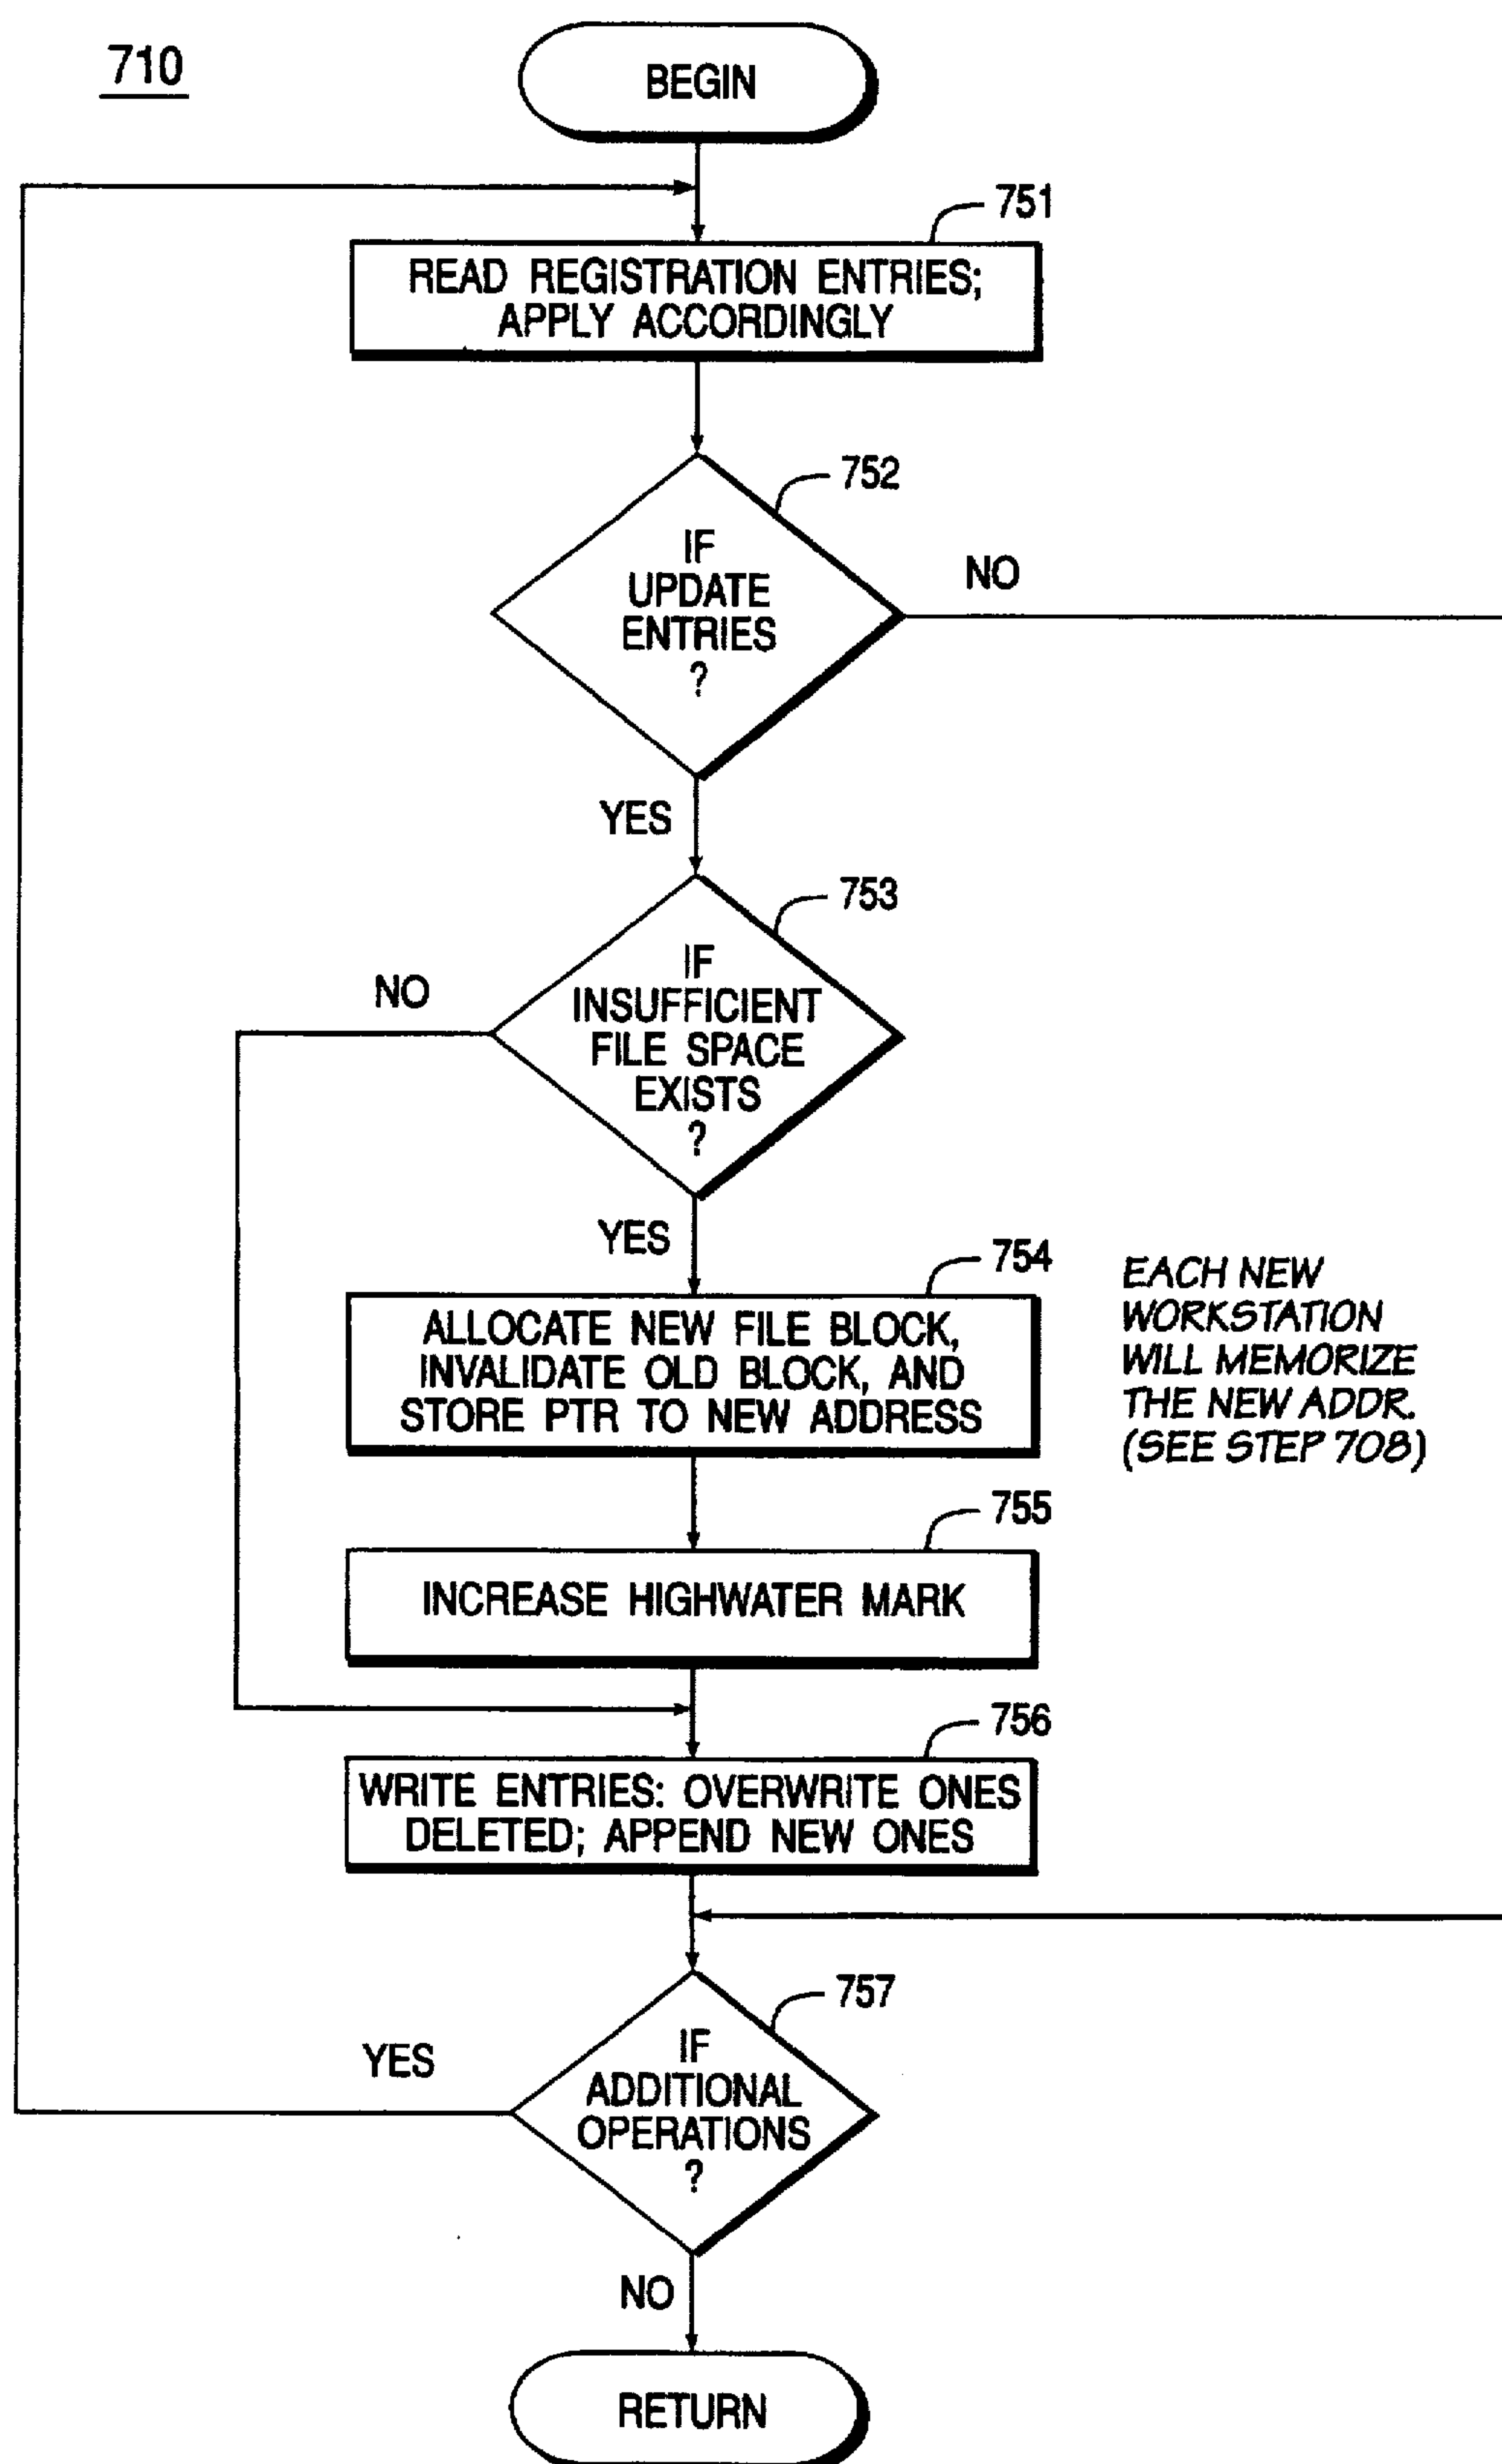 710
BEGIN
751
READ REGISTRATION ENTRIES;
APPLY ACCORDINGLY
752
IF
UPDATE
ENTRIES
?
NO
YES
753
IF
INSUFFICIENT
FILE SPACE
EXISTS
?
NO
YES
754
ALLOCATE NEW FILE BLOCK,
INVALIDATE OLD BLOCK, AND
STORE PTR TO NEW ADDRESS
EACH NEW
WORKSTATION
WILL MEMORIZE
THE NEW ADDR.
(SEE STEP 708)
755
INCREASE HIGHWATER MARK
756
WRITE ENTRIES: OVERWRITE ONES
DELETED; APPEND NEW ONES
757
IF
ADDITIONAL
OPERATIONS
?
YES
NO
RETURN